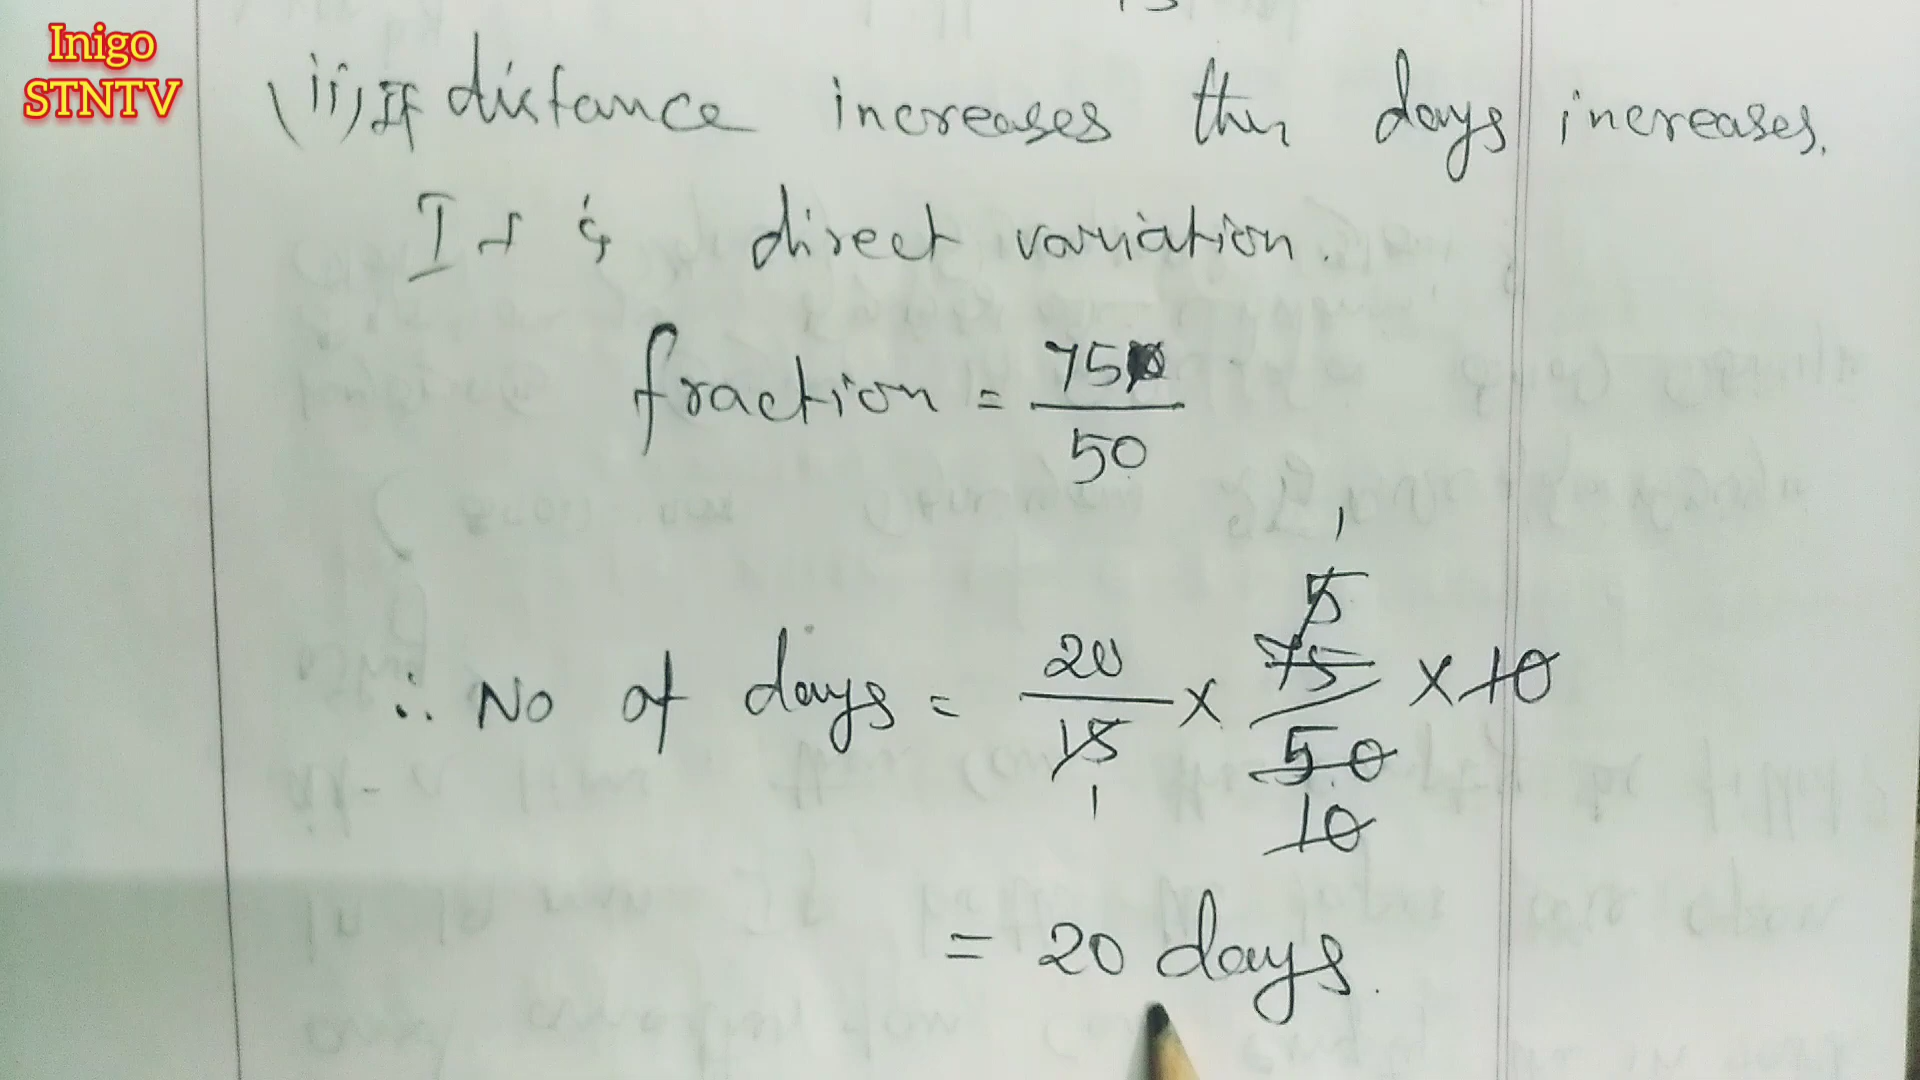 Inigo
STNTV
(ii) If distance increases then days increases.
It is direct variation.
fraction = 75
50
1
5
∴ No of days = 20/15 × 75/50 × 10
1
10
= 20 days.